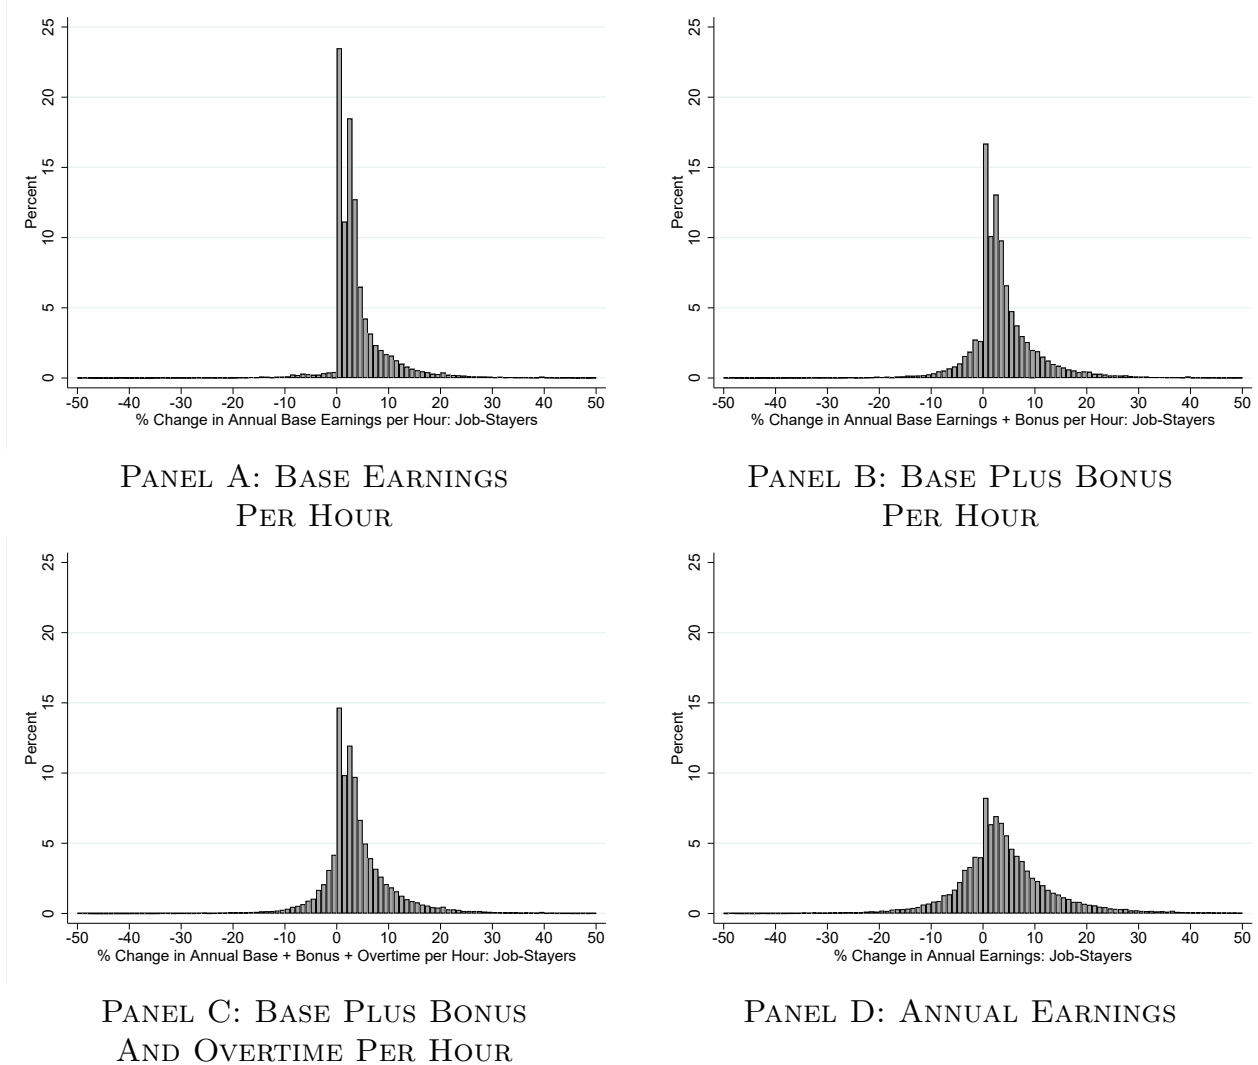 25
20
15
10
5
0
Percent
-50 -40 -30 -20 -10 0 10 20 30 40 50
% Change in Annual Base Earnings per Hour: Job-Stayers
PANEL A: BASE EARNINGS
PER HOUR
25
20
15
10
5
0
Percent
-50 -40 -30 -20 -10 0 10 20 30 40 50
% Change in Annual Base Earnings + Bonus per Hour: Job-Stayers
PANEL B: BASE PLUS BONUS
PER HOUR
25
20
15
10
5
0
Percent
-50 -40 -30 -20 -10 0 10 20 30 40 50
% Change in Annual Base + Bonus + Overtime per Hour: Job-Stayers
PANEL C: BASE PLUS BONUS
AND OVERTIME PER HOUR
25
20
15
10
5
0
Percent
-50 -40 -30 -20 -10 0 10 20 30 40 50
% Change in Annual Earnings: Job-Stayers
PANEL D: ANNUAL EARNINGS